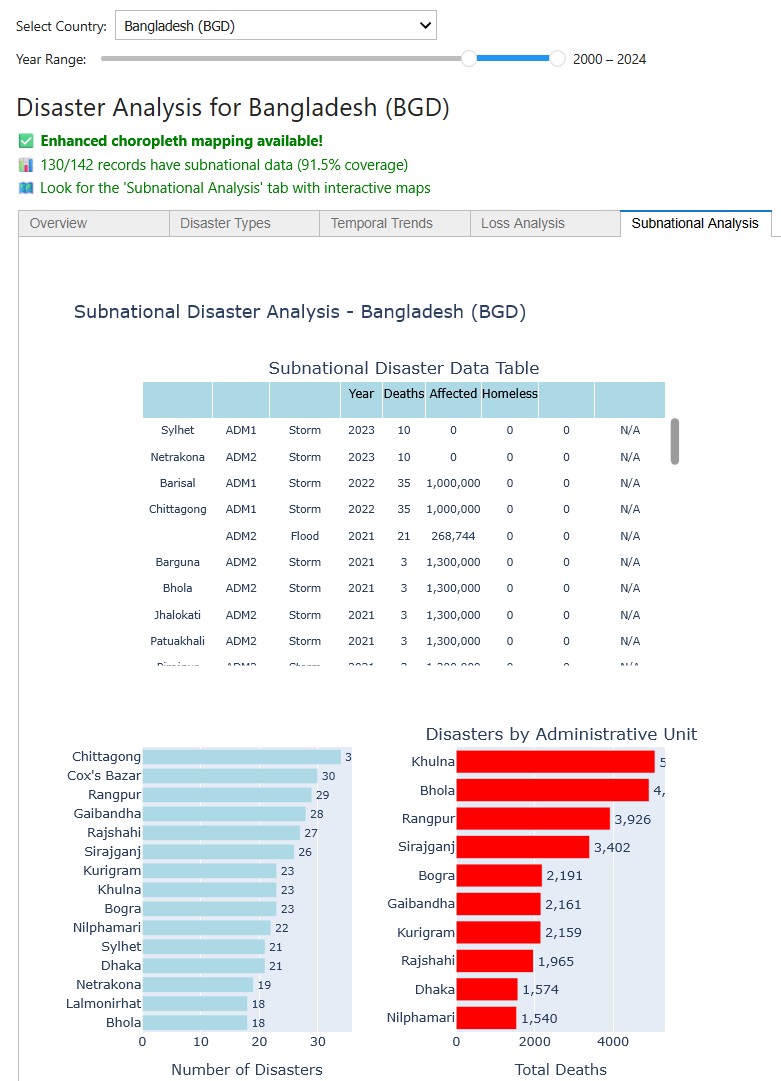 Select Country: Bangladesh (BGD)
Year Range: 2000 – 2024
Disaster Analysis for Bangladesh (BGD)
Enhanced choropleth mapping available!
130/142 records have subnational data (91.5% coverage)
Look for the 'Subnational Analysis' tab with interactive maps
Overview Disaster Types Temporal Trends Loss Analysis Subnational Analysis
Subnational Disaster Analysis - Bangladesh (BGD)
Subnational Disaster Data Table
Year Deaths Affected Homeless
Sylhet ADM1 Storm 2023 10 0 0 0 N/A
Netrakona ADM2 Storm 2023 10 0 0 0 N/A
Barisal ADM1 Storm 2022 35 1,000,000 0 0 N/A
Chittagong ADM1 Storm 2022 35 1,000,000 0 0 N/A
ADM2 Flood 2021 21 268,744 0 0 N/A
Barguna ADM2 Storm 2021 3 1,300,000 0 0 N/A
Bhola ADM2 Storm 2021 3 1,300,000 0 0 N/A
Jhalokati ADM2 Storm 2021 3 1,300,000 0 0 N/A
Patuakhali ADM2 Storm 2021 3 1,300,000 0 0 N/A
Chittagong 3
Cox's Bazar 30
Rangpur 29
Gaibandha 28
Rajshahi 27
Sirajganj 26
Kurigram 23
Khulna 23
Bogra 23
Nilphamari 22
Sylhet 21
Dhaka 21
Netrakona 19
Lalmonirhat 18
Bhola 18
0 10 20 30
Number of Disasters
Disasters by Administrative Unit
Khulna 5
Bhola 4,
Rangpur 3,926
Sirajganj 3,402
Bogra 2,191
Gaibandha 2,161
Kurigram 2,159
Rajshahi 1,965
Dhaka 1,574
Nilphamari 1,540
0 2000 4000
Total Deaths